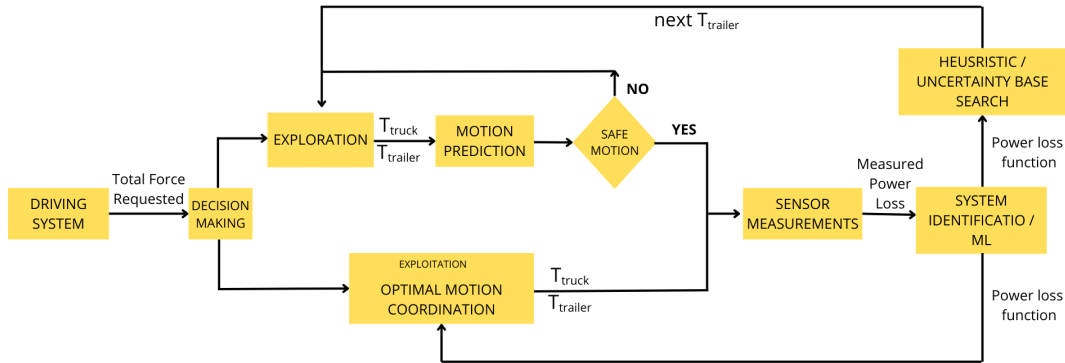 next Ttrailer
HEUSRISTIC /
UNCERTAINTY BASE
SEARCH
NO
EXPLORATION
Ttruck
Ttrailer
MOTION
PREDICTION
SAFE
MOTION
YES
Power loss
function
Total Force
Requested
DRIVING
SYSTEM
DECISION
MAKING
SENSOR
MEASUREMENTS
Measured
Power
Loss
SYSTEM
IDENTIFICATIO /
ML
EXPLOITATION
OPTIMAL MOTION
COORDINATION
Ttruck
Ttrailer
Power loss
function